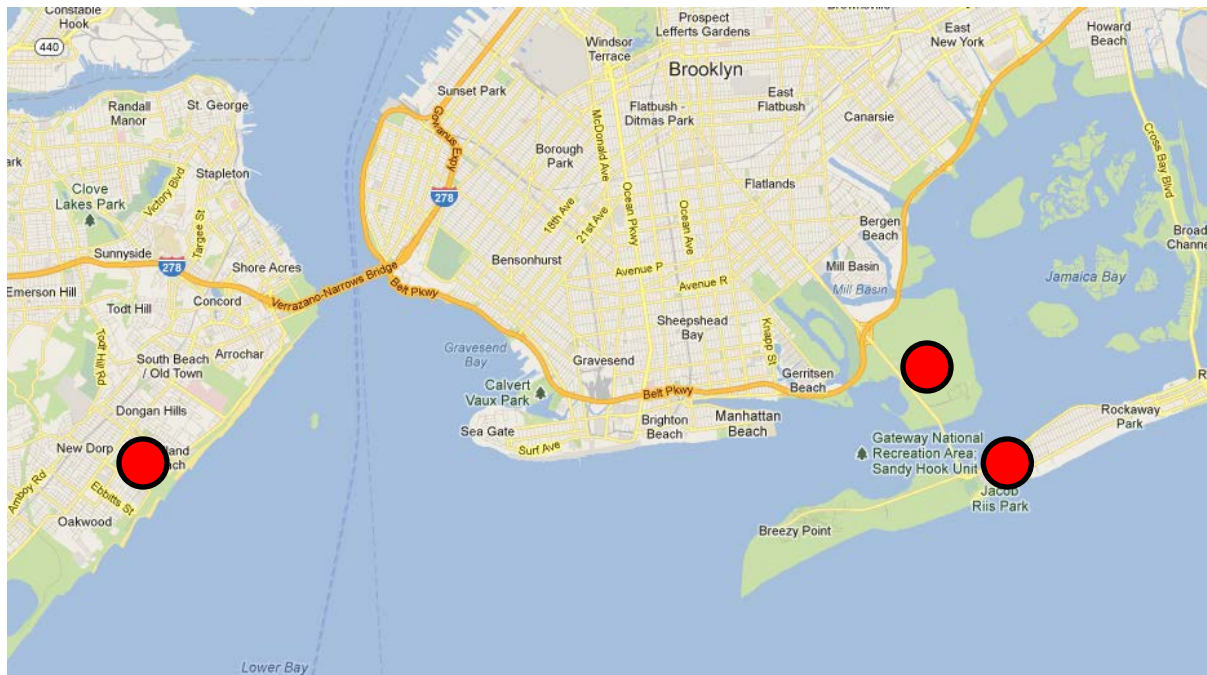 Constable
Hook
440
Randall
Manor
St. George
Stapleton
Clove
Lakes Park
Victory Blvd
Targee St
Sunnyside
278
Shore Acres
Emerson Hill
Todt Hill
Concord
Verrazano-Narrows Bridge
Todt Hill Rd
Arrochar
South Beach
/ Old Town
Dongan Hills
New Dorp
Amboy Rd
Ebbitts St
Oakwood
Lower Bay
Prospect
Lefferts Gardens
Windsor
Terrace
Brooklyn
East
New York
Howard
Beach
Sunset Park
Gowanus Expy
McDonald Ave
Flatbush -
Ditmas Park
East
Flatbush
Canarsie
Borough
Park
278
18th Ave
21st Ave
Ocean Pkwy
Ocean Ave
Flatlands
Cross Bay Blvd
Bergen
Beach
Broad
Channe
Bensonhurst
Avenue P
Avenue R
Mill Basin
Mill Basin
Jamaica Bay
Belt Pkwy
Sheepshead
Bay
Knapp St
Gravesend
Bay
Gravesend
Gerritsen
Beach
Calvert
Vaux Park
Belt Pkwy
Sea Gate
Surf Ave
Brighton
Beach
Manhattan
Beach
Rockaway
Park
Gateway National
Recreation Area;
Sandy Hook Unit
Jacob
Riis Park
Breezy Point